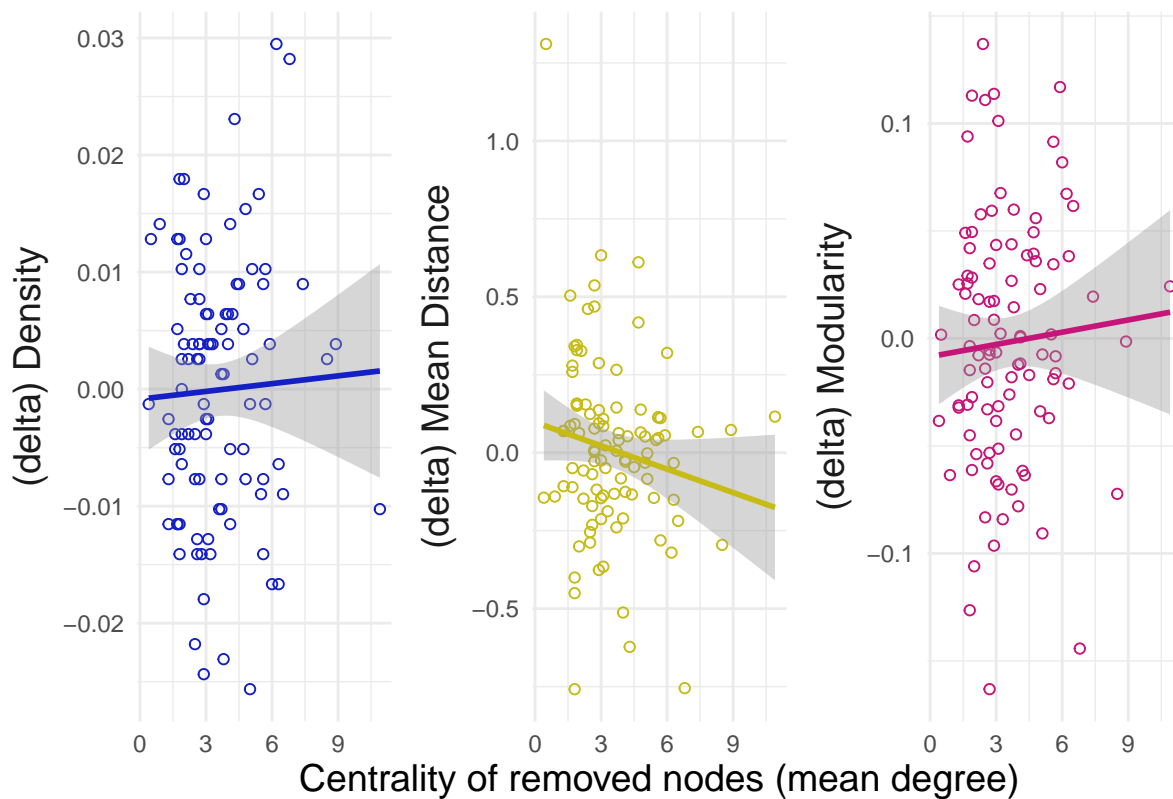 (delta) Density
0.03
0.02
0.01
0.00
−0.01
−0.02
0 3 6 9
(delta) Mean Distance
1.0
0.5
0.0
−0.5
0 3 6 9
(delta) Modularity
0.1
0.0
−0.1
0 3 6 9
Centrality of removed nodes (mean degree)